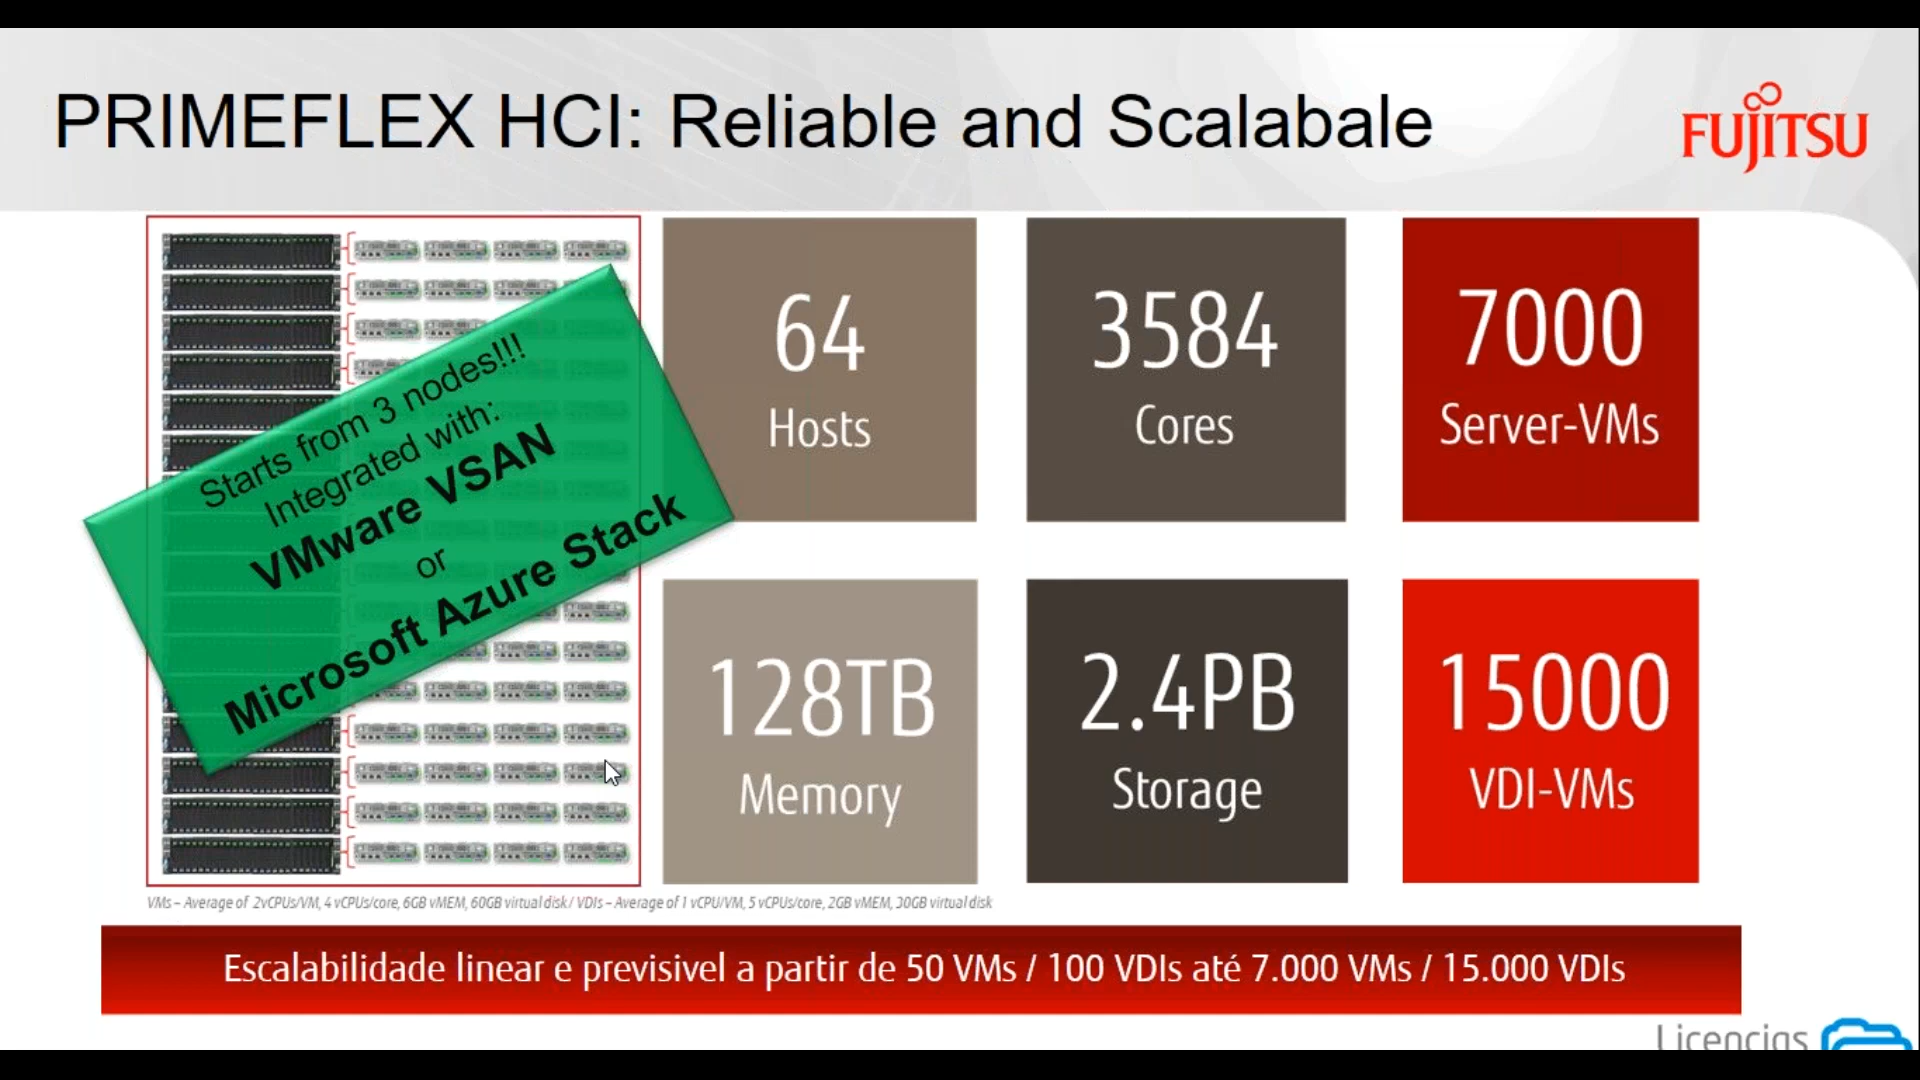 PRIMEFLEX HCI: Reliable and Scalabale
FUJITSU
Starts from 3 nodes!!!
Integrated with:
VMware VSAN
or
Microsoft Azure Stack
64
Hosts
3584
Cores
7000
Server-VMs
128TB
Memory
2.4PB
Storage
15000
VDI-VMs
VMs – Average of 2vCPUs/VM, 4 vCPUs/core, 6GB vMEM, 60GB virtual disk / VDIs – Average of 1 vCPU/VM, 5 vCPUs/core, 2GB vMEM, 30GB virtual disk
Escalabilidade linear e previsivel a partir de 50 VMs / 100 VDIs até 7.000 VMs / 15.000 VDIs
Licencias